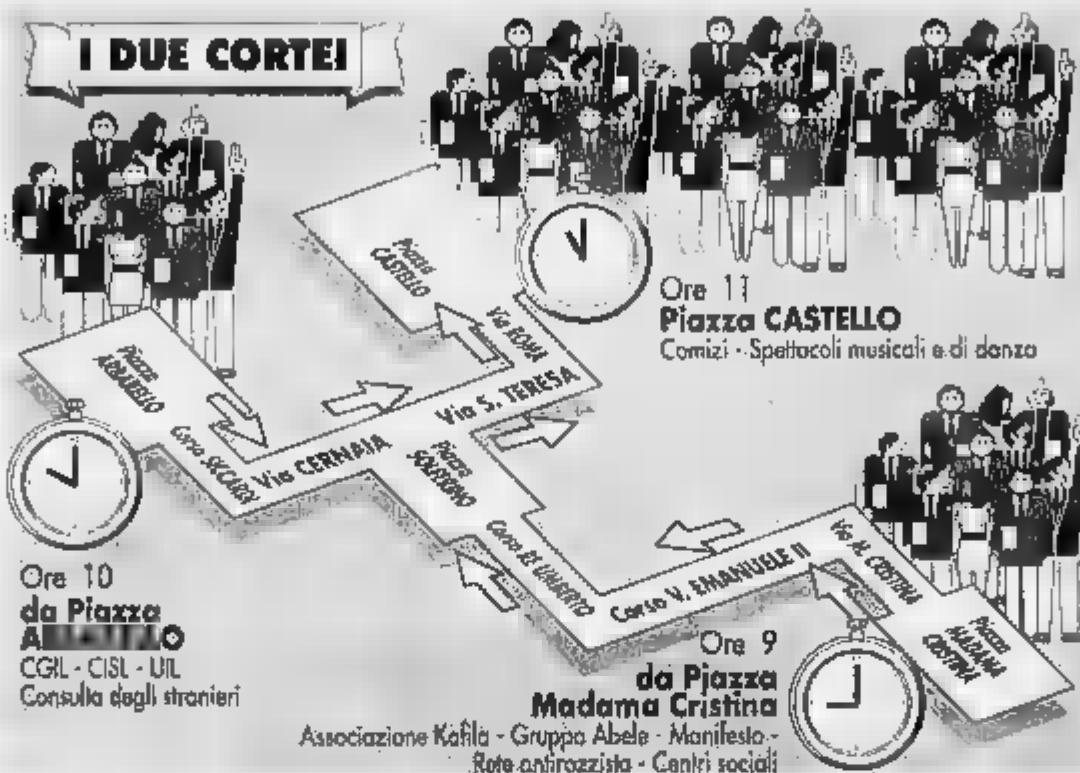 I DUE CORTEI
Piazza
CASTELLO
Via ROMA
Ore 11
Piazza CASTELLO
Comizi - Spettacoli musicali e di danza
Piazza
ARBARELLO
Corso SICCARDI
Via CERNAIA
Via S. TERESA
Piazza
SOLFERINO
Corso RE UMBERTO
Corso V. EMANUELE II
Via M. CRISTINA
Piazza
MADAMA
CRISTINA
Ore 10
da Piazza
CGIL - CISL - UIL
Consulta degli stranieri
Ore 9
da Piazza
Madama Cristina
Associazione Kafila - Gruppo Abele - Manifesto -
Rete antirazzista - Centri sociali